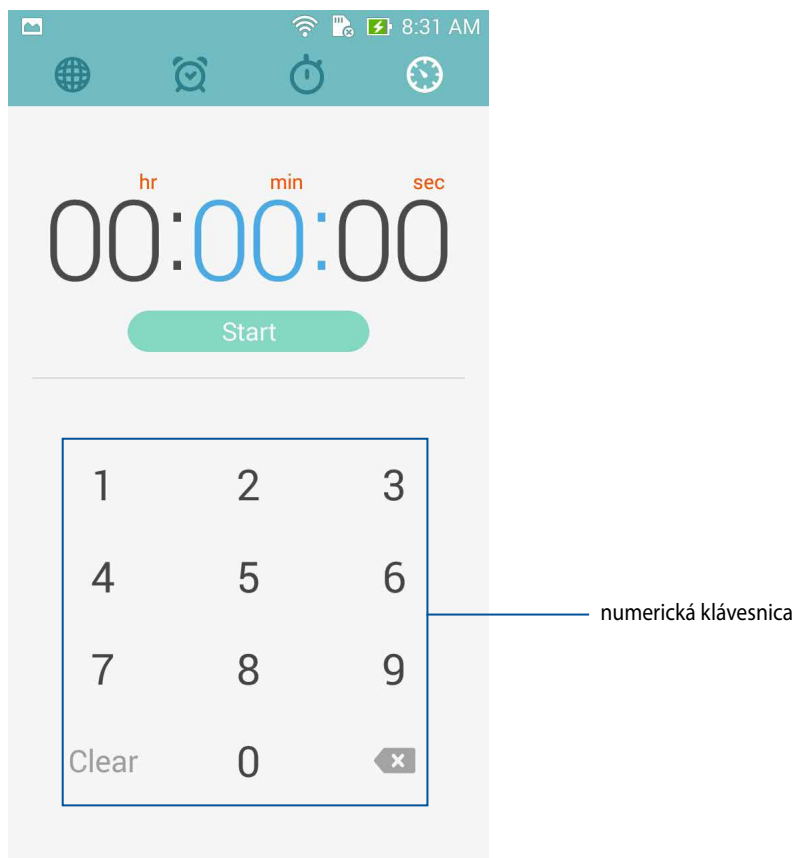 8:31 AM
hr min sec
00:00:00
Start
1 2 3
4 5 6
numerická klávesnica
7 8 9
Clear 0